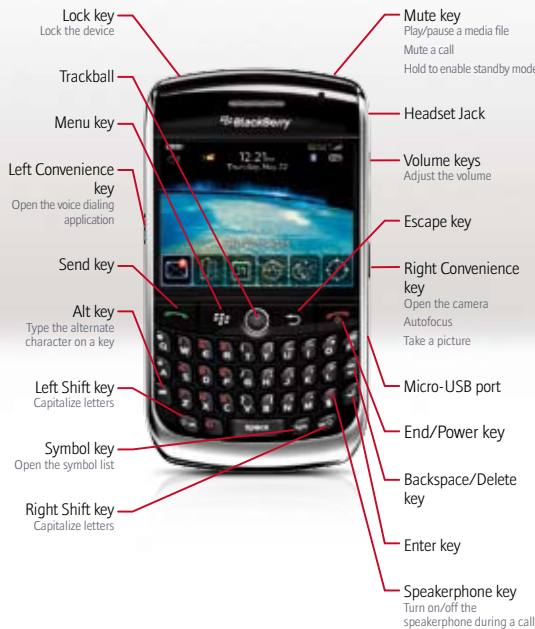 Lock key
Lock the device
Trackball
Menu key
Left Convenience
key
Open the voice dialing
application
Send key
Alt key
Type the alternate
character on a key
Left Shift key
Capitalize letters
Symbol key
Open the symbol list
Right Shift key
Capitalize letters
BlackBerry
12:21
Thursday, May 22
space
Mute key
Play/pause a media file
Mute a call
Hold to enable standby mode
Headset Jack
Volume keys
Adjust the volume
Escape key
Right Convenience
key
Open the camera
Autofocus
Take a picture
Micro-USB port
End/Power key
Backspace/Delete
key
Enter key
Speakerphone key
Turn on/off the
speakerphone during a call